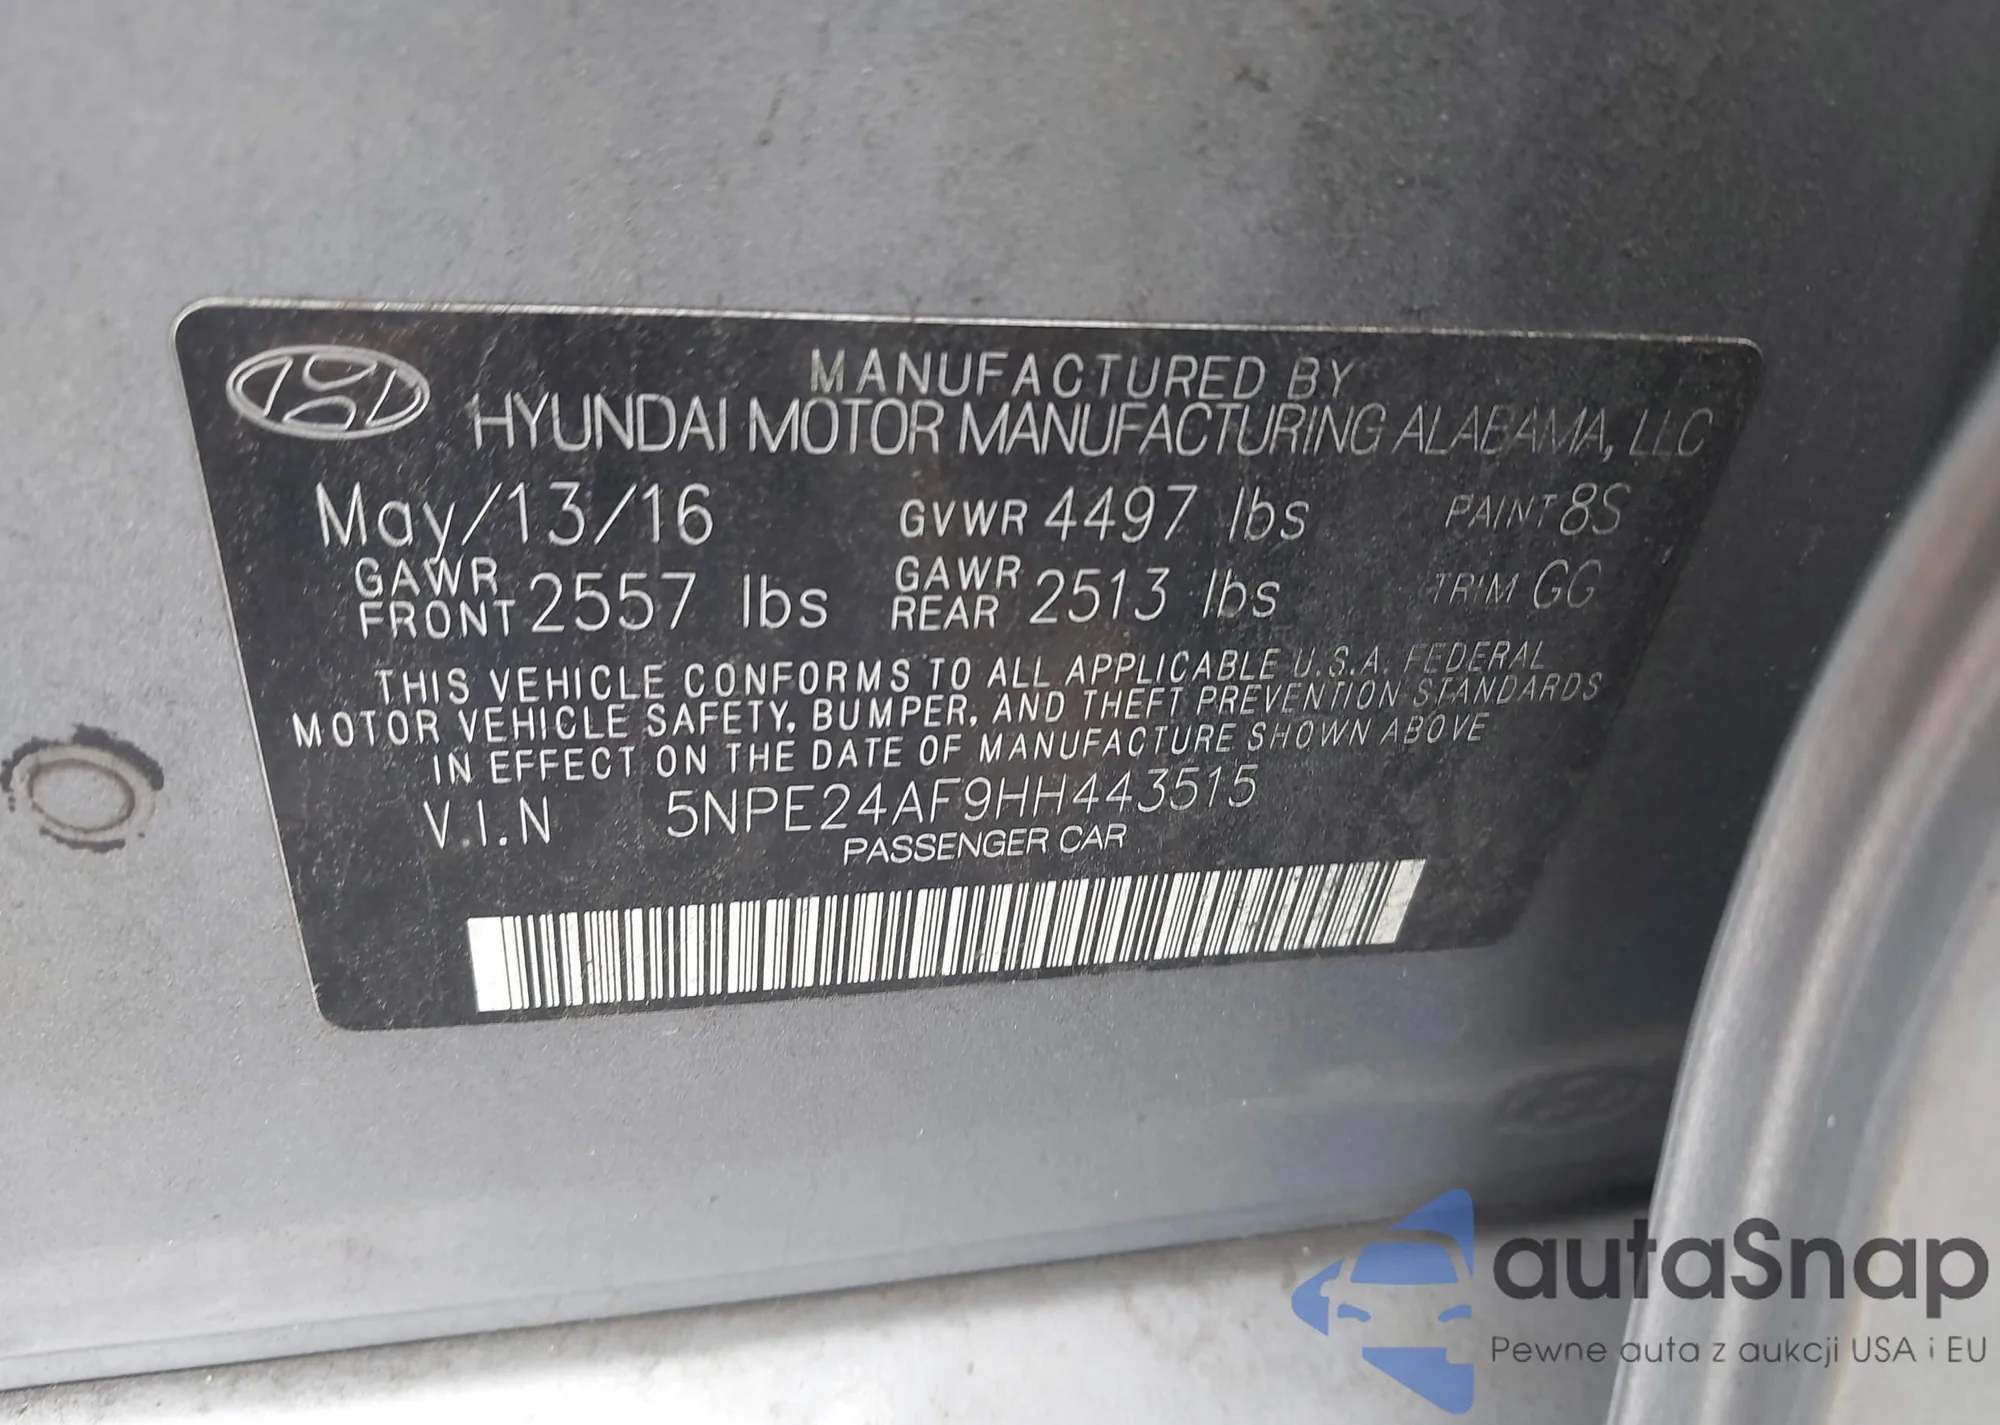 MANUFACTURED BY
HYUNDAI MOTOR MANUFACTURING ALABAMA, LLC
May/13/16 GVWR 4497 lbs PAINT 8S
GAWR FRONT 2557 lbs GAWR REAR 2513 lbs TRIM GG
THIS VEHICLE CONFORMS TO ALL APPLICABLE U.S.A. FEDERAL
MOTOR VEHICLE SAFETY, BUMPER, AND THEFT PREVENTION STANDARDS
IN EFFECT ON THE DATE OF MANUFACTURE SHOWN ABOVE
V.I.N 5NPE24AF9HH443515
PASSENGER CAR
autaSnap
Pewne auta z aukcji USA i EU